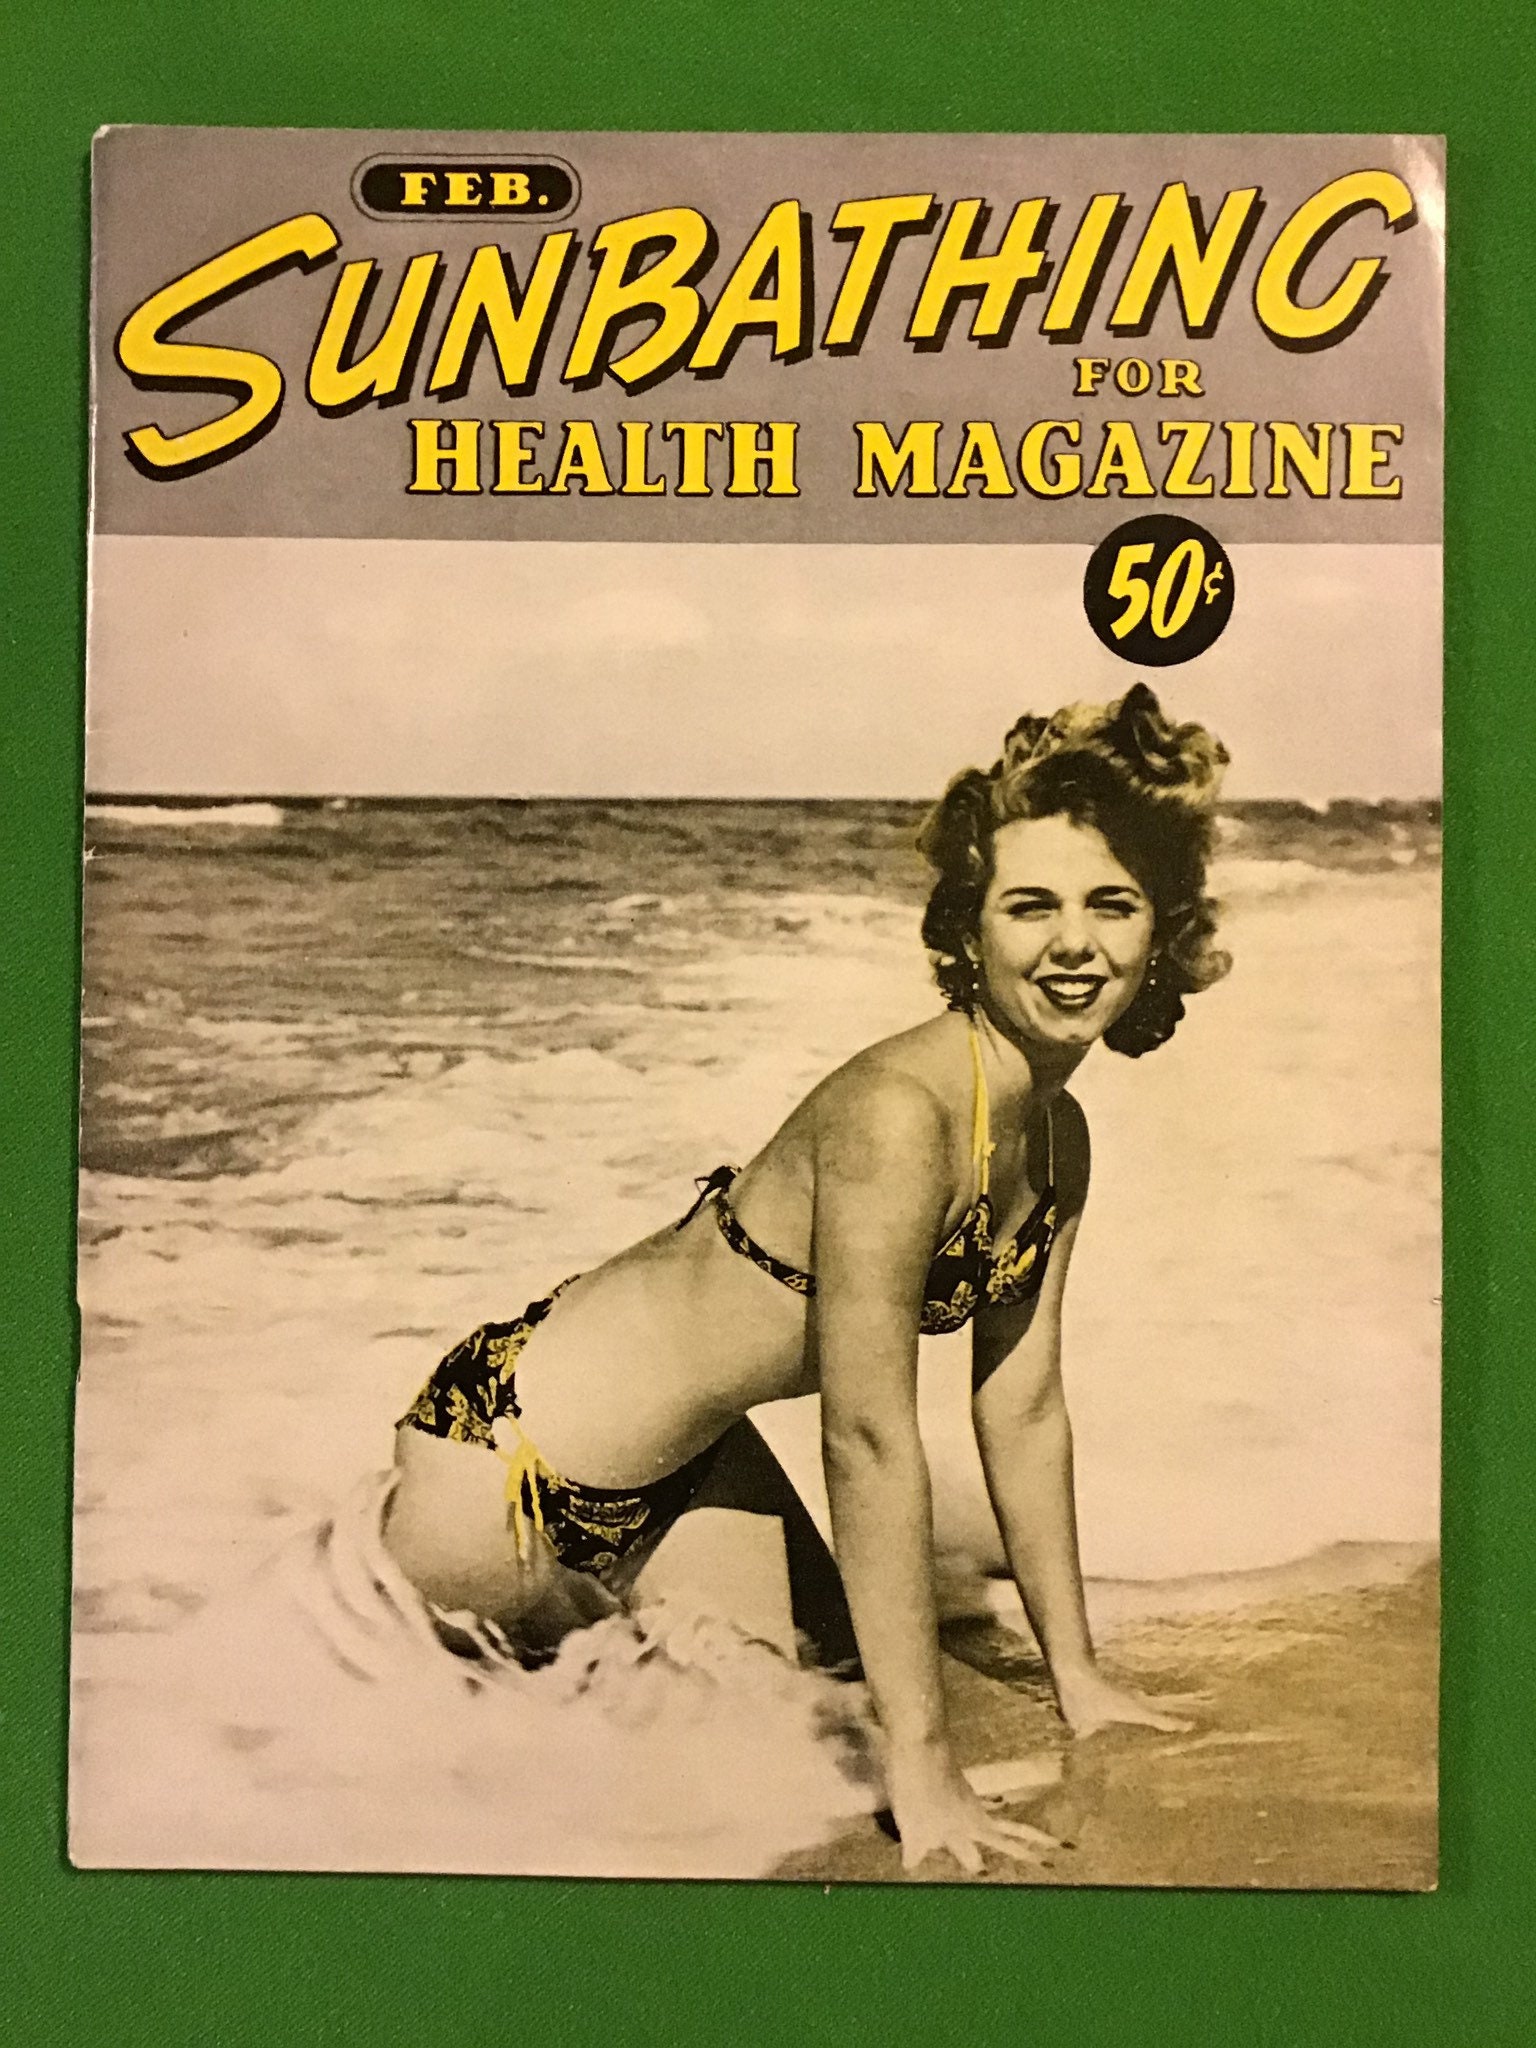 FEB.
SUNBATHING
FOR
HEALTH MAGAZINE
50¢